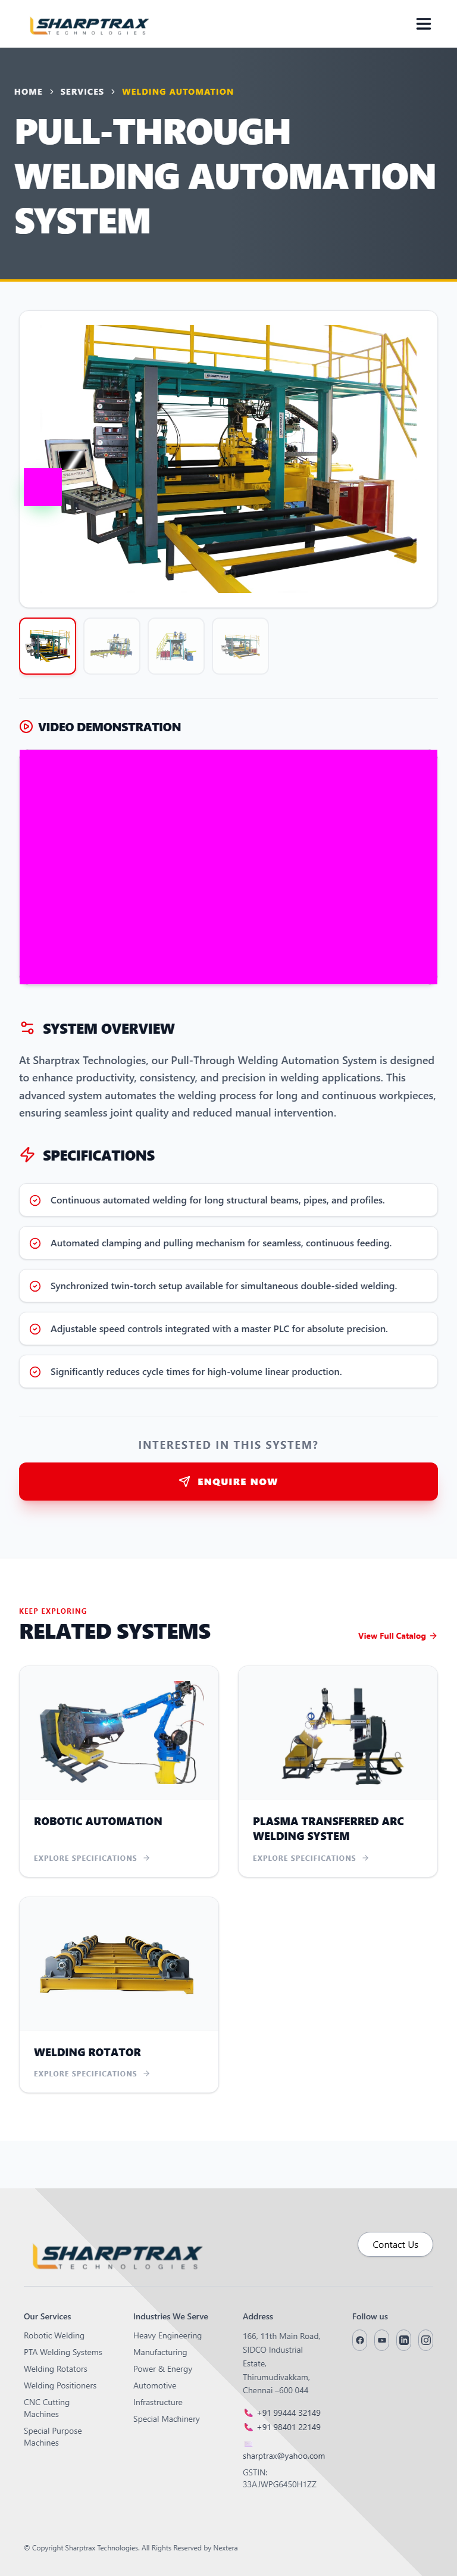 SHARPTRAX
TECHNOLOGIES
HOME > SERVICES > WELDING AUTOMATION
PULL-THROUGH
WELDING AUTOMATION
SYSTEM
SHARPTRAX
VIDEO DEMONSTRATION
SYSTEM OVERVIEW
At Sharptrax Technologies, our Pull-Through Welding Automation System is designed
to enhance productivity, consistency, and precision in welding applications. This
advanced system automates the welding process for long and continuous workpieces,
ensuring seamless joint quality and reduced manual intervention.
SPECIFICATIONS
Continuous automated welding for long structural beams, pipes, and profiles.
Automated clamping and pulling mechanism for seamless, continuous feeding.
Synchronized twin-torch setup available for simultaneous double-sided welding.
Adjustable speed controls integrated with a master PLC for absolute precision.
Significantly reduces cycle times for high-volume linear production.
INTERESTED IN THIS SYSTEM?
ENQUIRE NOW
KEEP EXPLORING
RELATED SYSTEMS
View Full Catalog →
ROBOTIC AUTOMATION
EXPLORE SPECIFICATIONS →
PLASMA TRANSFERRED ARC
WELDING SYSTEM
EXPLORE SPECIFICATIONS →
WELDING ROTATOR
EXPLORE SPECIFICATIONS →
SHARPTRAX
TECHNOLOGIES
Contact Us
Our Services
Robotic Welding
PTA Welding Systems
Welding Rotators
Welding Positioners
CNC Cutting
Machines
Special Purpose
Machines
Industries We Serve
Heavy Engineering
Manufacturing
Power & Energy
Automotive
Infrastructure
Special Machinery
Address
166, 11th Main Road,
SIDCO Industrial
Estate,
Thirumudivakkam,
Chennai –600 044
+91 99444 32149
+91 98401 22149
sharptrax@yahoo.com
GSTIN:
33AJWPG6450H1ZZ
Follow us
© Copyright Sharptrax Technologies. All Rights Reserved by Nextera